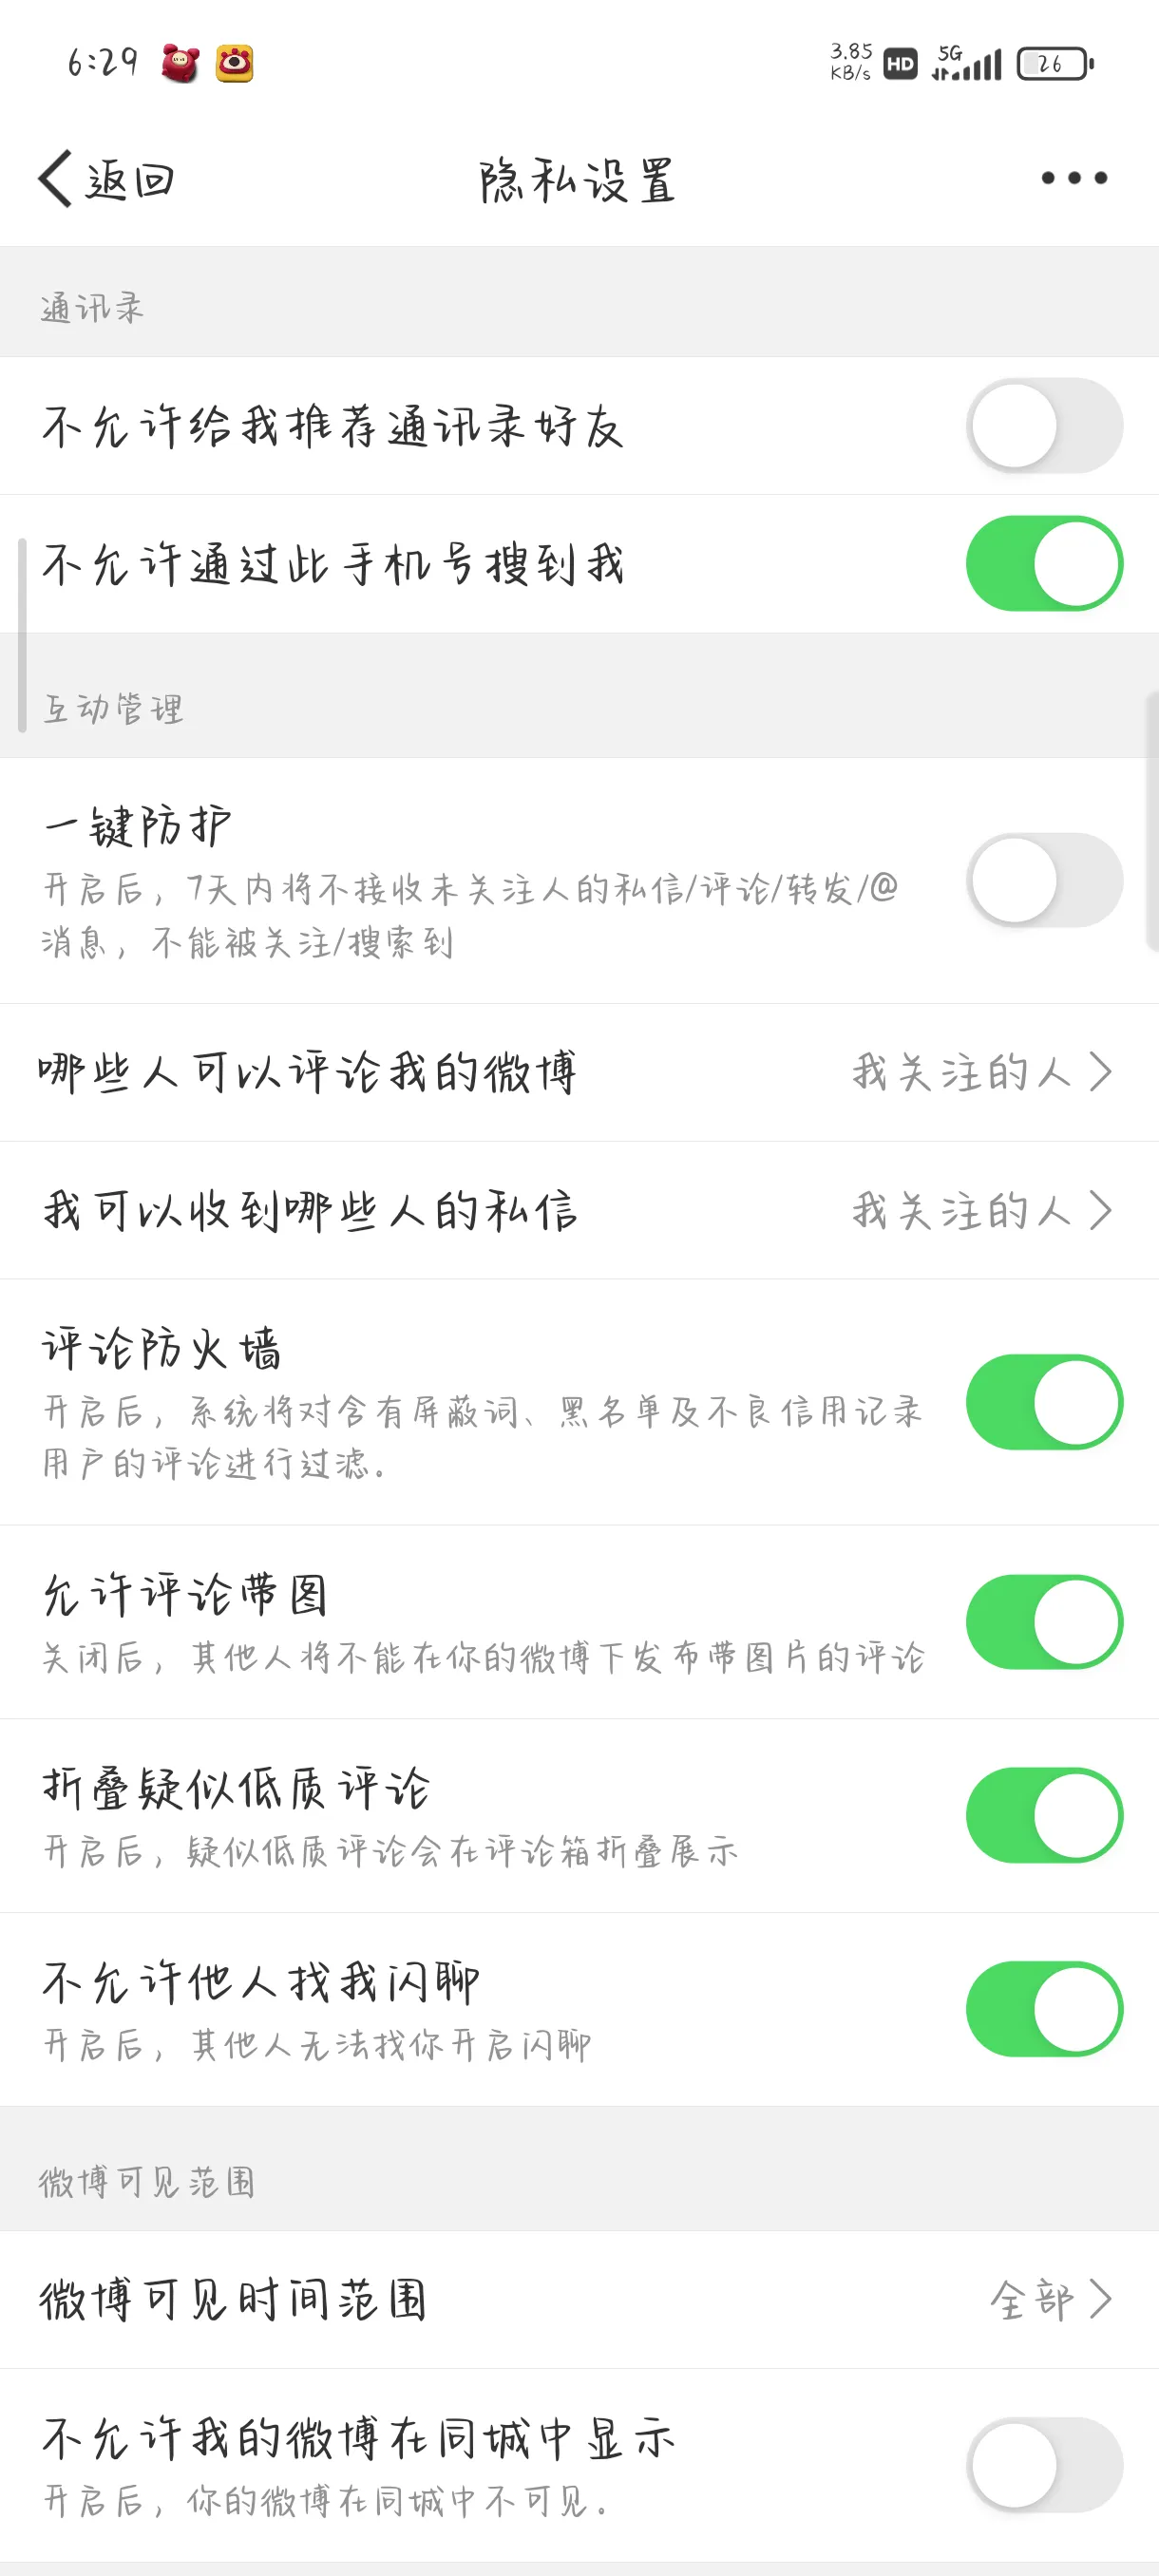 6:29
3.85
KB/s
HD
5G
26
返回
隐私设置
通讯录
不允许给我推荐通讯录好友
不允许通过此手机号搜到我
互动管理
一键防护
开启后，7天内将不接收未关注人的私信/评论/转发/@
消息，不能被关注/搜索到
哪些人可以评论我的微博
我关注的人
我可以收到哪些人的私信
我关注的人
评论防火墙
开启后，系统将对含有屏蔽词、黑名单及不良信用记录
用户的评论进行过滤。
允许评论带图
关闭后，其他人将不能在你的微博下发布带图片的评论
折叠疑似低质评论
开启后，疑似低质评论会在评论箱折叠展示
不允许他人找我闪聊
开启后，其他人无法找你开启闪聊
微博可见范围
微博可见时间范围
全部
不允许我的微博在同城中显示
开启后，你的微博在同城中不可见。